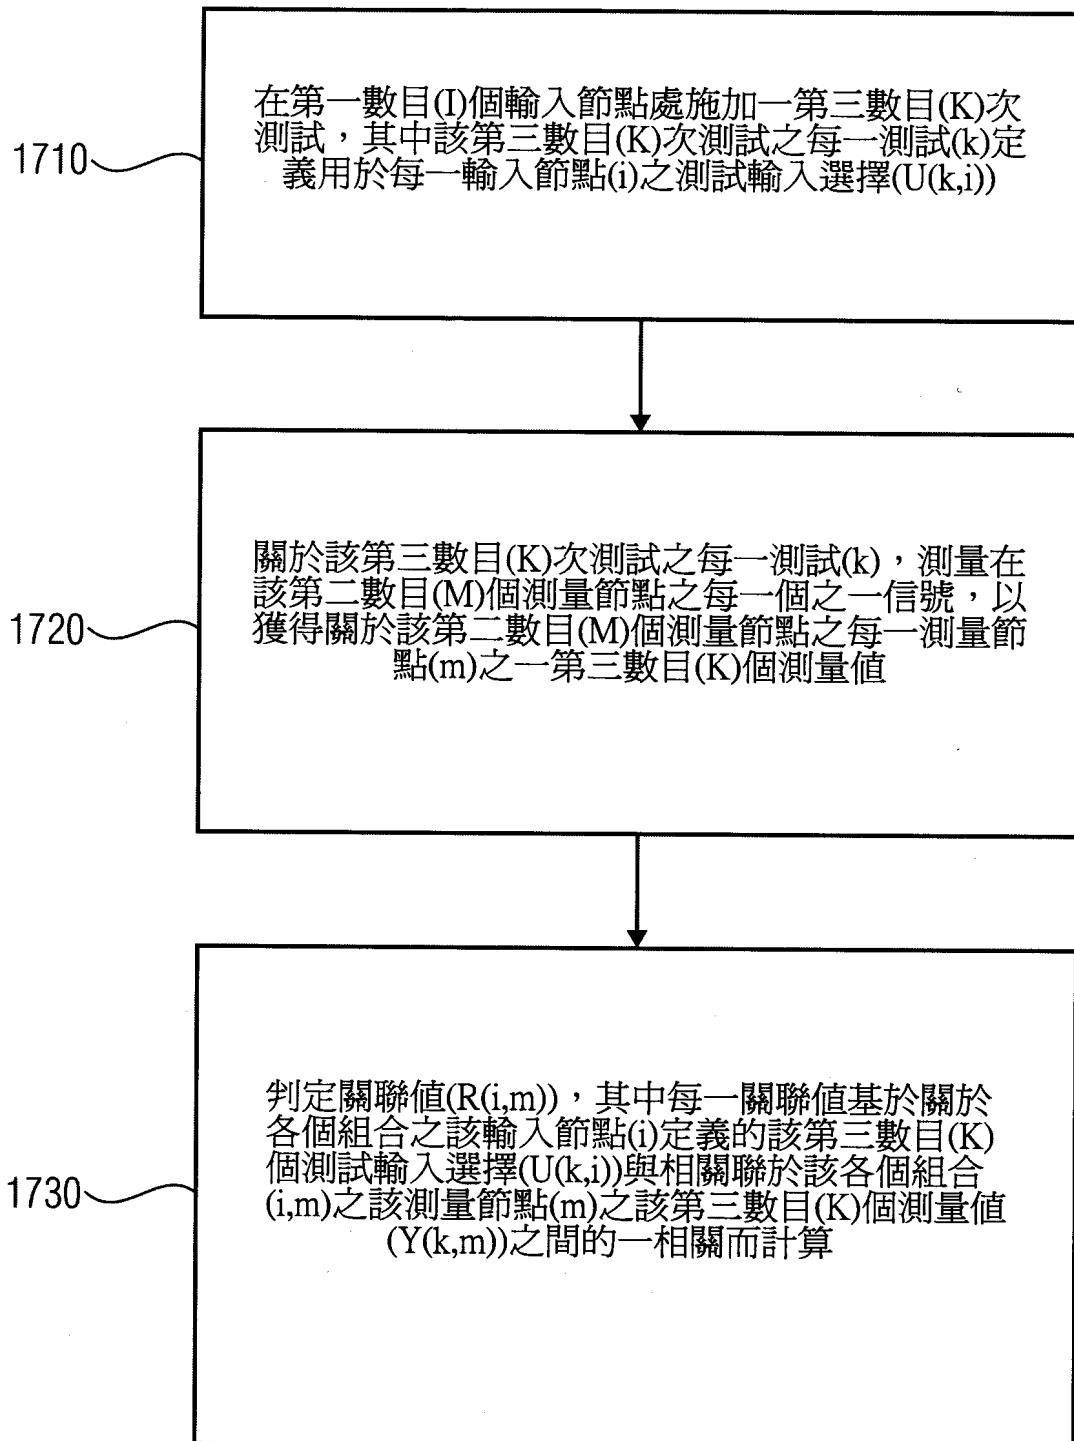 在第一數目(I)個輸入節點處施加一第三數目(K)次
測試，其中該第三數目(K)次測試之每一測試(k)定
義用於每一輸入節點(i)之測試輸入選擇(U(k,i))
1710
關於該第三數目(K)次測試之每一測試(k)，測量在
該第二數目(M)個測量節點之每一個之一信號，以
獲得關於該第二數目(M)個測量節點之每一測量節
點(m)之一第三數目(K)個測量值
1720
判定關聯值(R(i,m))，其中每一關聯值基於關於
各個組合之該輸入節點(i)定義的該第三數目(K)
個測試輸入選擇(U(k,i))與相關聯於該各個組合
(i,m)之該測量節點(m)之該第三數目(K)個測量值
(Y(k,m))之間的一相關而計算
1730